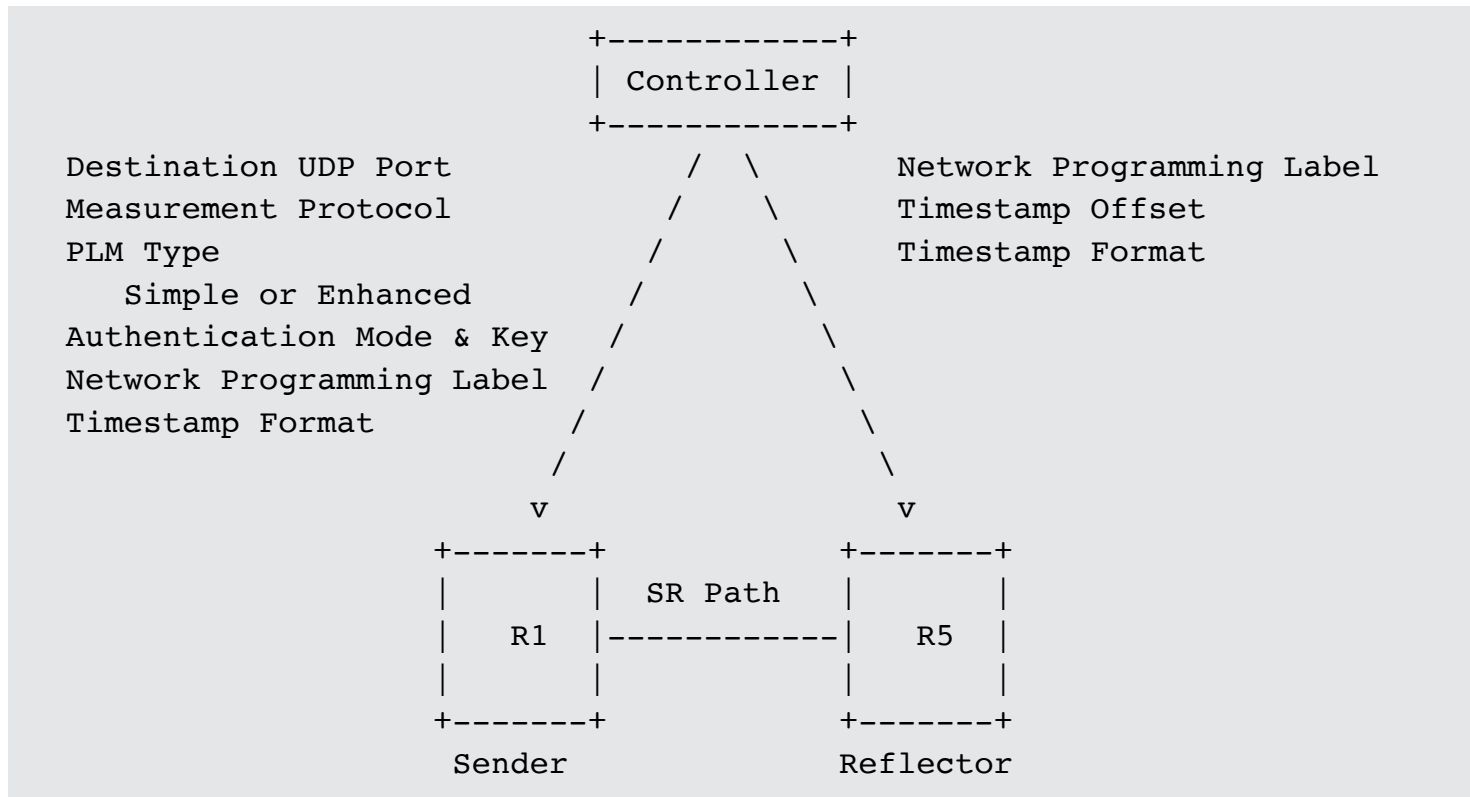 Controller
Destination UDP Port
Measurement Protocol
PLM Type
Simple or Enhanced
Authentication Mode & Key
Network Programming Label
Timestamp Format
Network Programming Label
Timestamp Offset
Timestamp Format
v
v
SR Path
R1
R5
Sender
Reflector